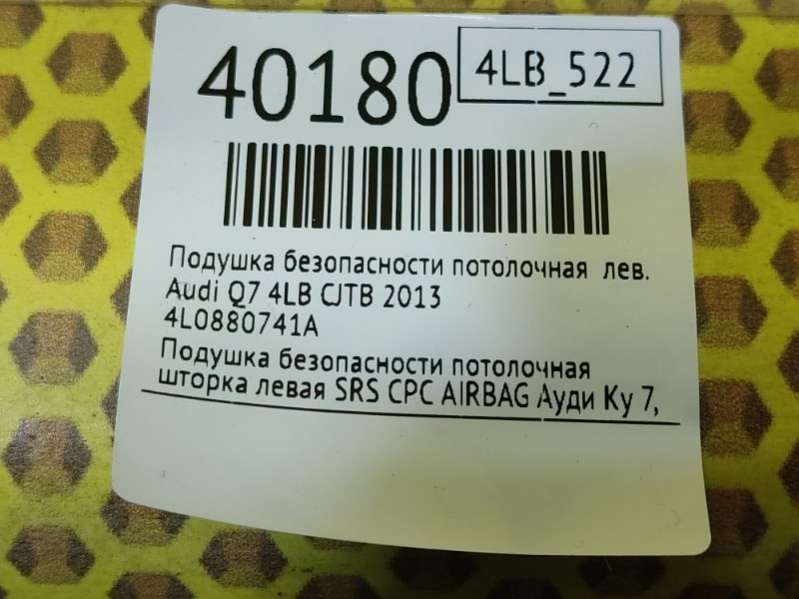 40180
4LB_522
Подушка безопасности потолочная лев.
Audi Q7 4LB CJTB 2013
4L0880741A
Подушка безопасности потолочная
шторка левая SRS СРС AIRBAG Ауди Ку 7,